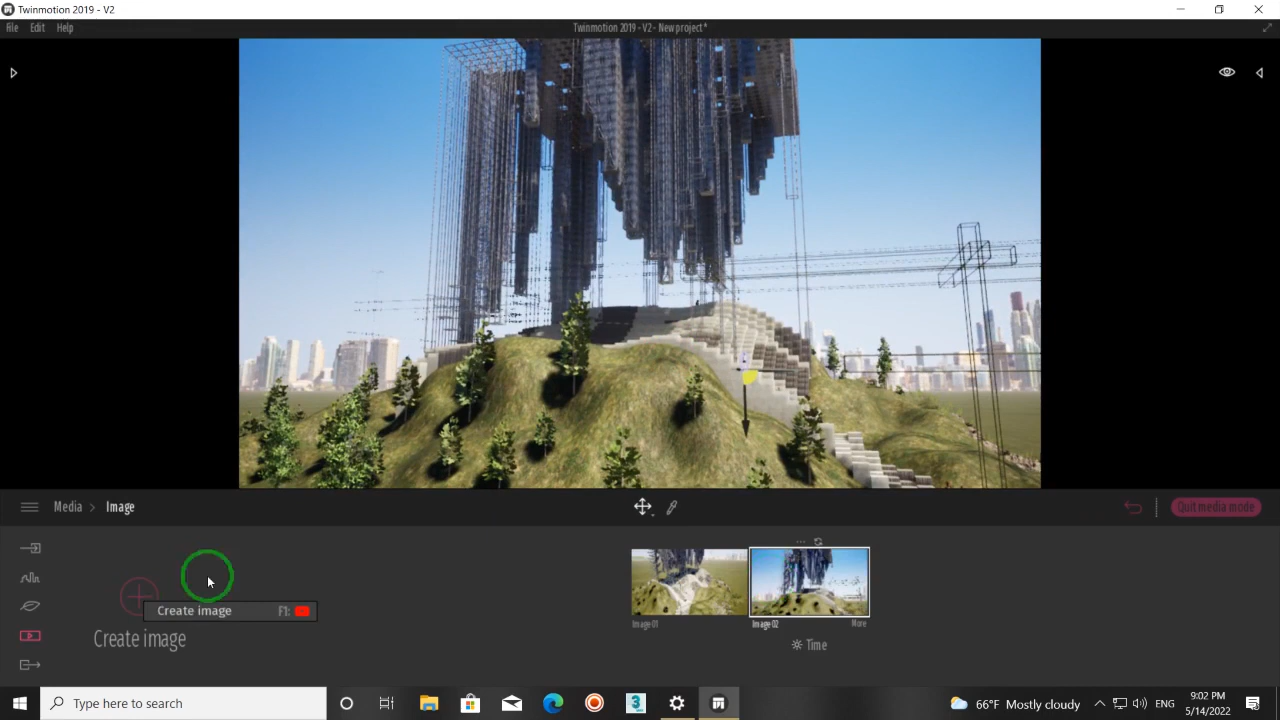 Twinmotion 2019 - V2
File Edit Help
Twinmotion 2019 - V2 - New project*
Media > Image
Quit media mode
Create image F1:
Create image
Image 01
Image 02 More
Time
Type here to search
66°F Mostly cloudy
ENG
9:02 PM
5/14/2022